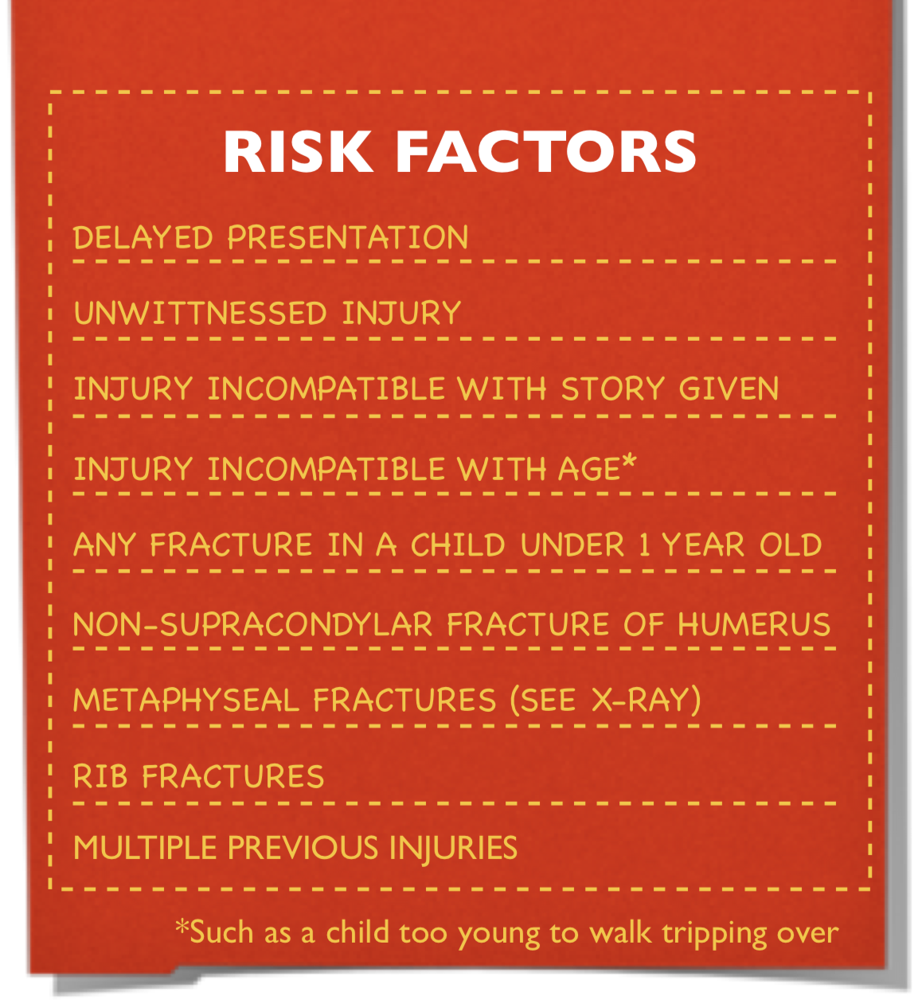 RISK FACTORS
DELAYED PRESENTATION
UNWITTNESSED INJURY
INJURY INCOMPATIBLE WITH STORY GIVEN
INJURY INCOMPATIBLE WITH AGE*
ANY FRACTURE IN A CHILD UNDER 1 YEAR OLD
NON-SUPRACONDYLAR FRACTURE OF HUMERUS
METAPHYSEAL FRACTURES (SEE X-RAY)
RIB FRACTURES
MULTIPLE PREVIOUS INJURIES
*Such as a child too young to walk tripping over